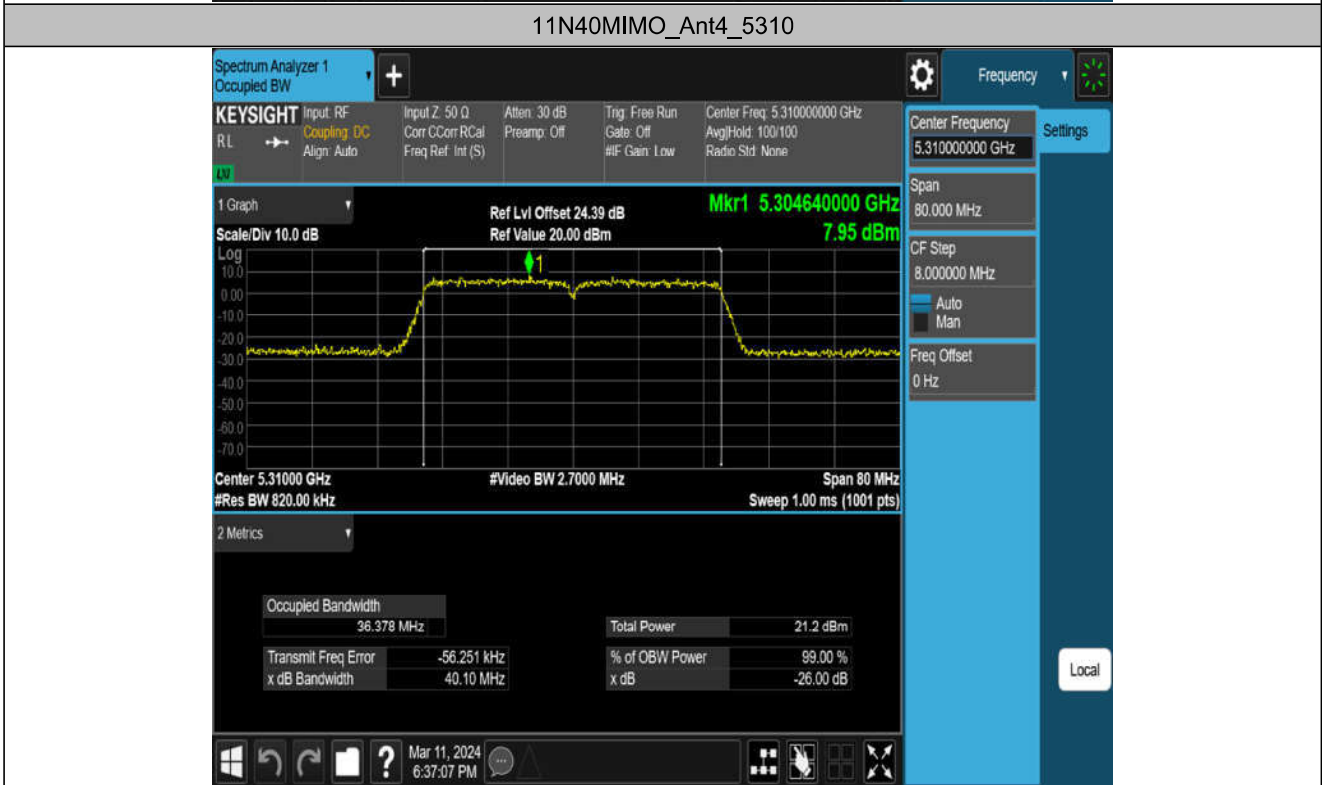 11N40MIMO_Ant4_5310
Spectrum Analyzer 1
Occupied BW
+
Frequency
KEYSIGHT
RL
Input: RF
Coupling: DC
Align: Auto
Input Z: 50 Ω
Corr CCorr RCal
Freq Ref: Int (S)
Atten: 30 dB
Preamp: Off
Trig: Free Run
Gate: Off
#IF Gain: Low
Center Freq: 5.310000000 GHz
Avg|Hold: 100/100
Radio Std: None
Center Frequency
5.310000000 GHz
Settings
Span
80.000 MHz
CF Step
8.000000 MHz
Auto
Man
Freq Offset
0 Hz
Local
1 Graph
Scale/Div 10.0 dB
Ref Lvl Offset 24.39 dB
Ref Value 20.00 dBm
Mkr1 5.304640000 GHz
7.95 dBm
Log
10.0
0.00
-10.0
-20.0
-30.0
-40.0
-50.0
-60.0
-70.0
1
Center 5.31000 GHz
#Video BW 2.7000 MHz
Span 80 MHz
#Res BW 820.00 kHz
Sweep 1.00 ms (1001 pts)
2 Metrics
Occupied Bandwidth
36.378 MHz
Total Power 21.2 dBm
Transmit Freq Error -56.251 kHz
% of OBW Power 99.00 %
x dB Bandwidth 40.10 MHz
x dB -26.00 dB
?
Mar 11, 2024
6:37:07 PM